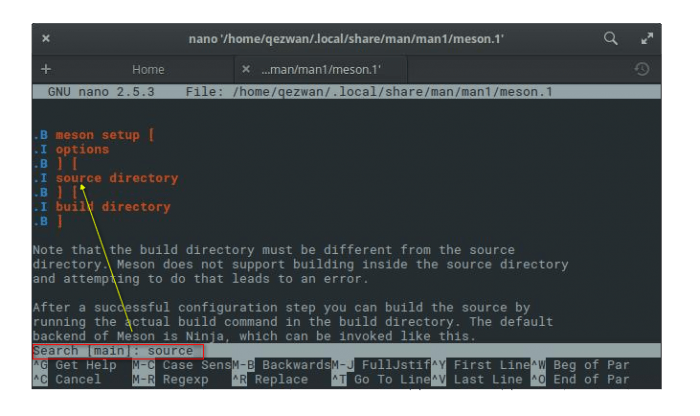 × nano '/home/qezwan/.local/share/man/man1/meson.1'
+ Home × ...man/man1/meson.1'
GNU nano 2.5.3 File: /home/qezwan/.local/share/man/man1/meson.1
.B meson setup [
.I options
.B ] [
.I source directory
.B ] [
.I build directory
.B ]
Note that the build directory must be different from the source
directory. Meson does not support building inside the source directory
and attempting to do that leads to an error.
After a successful configuration step you can build the source by
running the actual build command in the build directory. The default
backend of Meson is Ninja, which can be invoked like this.
Search [main]: source
^G Get Help M-C Case Sens M-B Backwards M-J FullJstif ^Y First Line ^W Beg of Par
^C Cancel M-R Regexp ^R Replace ^T Go To Line ^V Last Line ^O End of Par